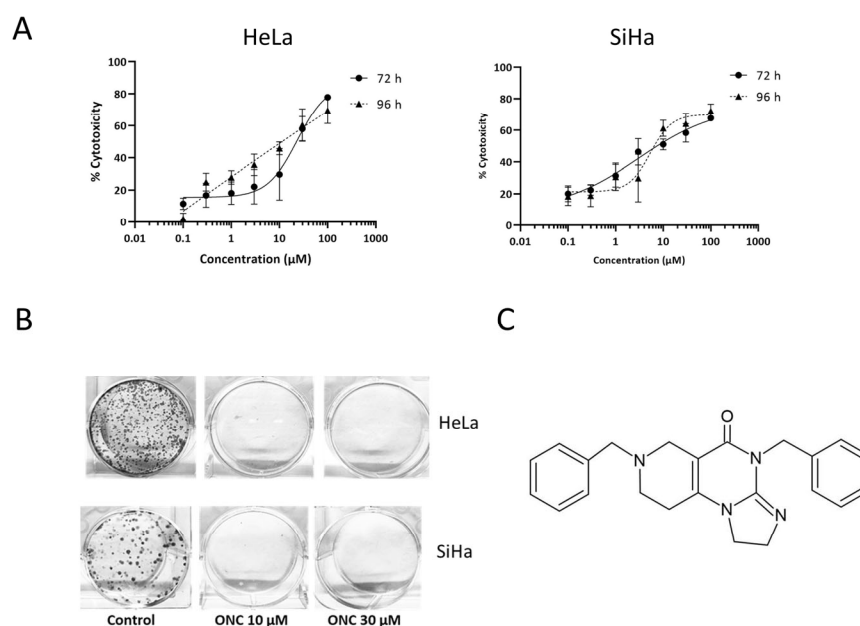 A
HeLa
SiHa
100
80
60
40
20
0
% Cytotoxicity
0.01
0.1
1
10
100
1000
Concentration (µM)
72 h
96 h
100
80
60
40
20
0
% Cytotoxicity
0.01
0.1
1
10
100
1000
Concentration (µM)
72 h
96 h
B
C
HeLa
SiHa
Control
ONC 10 µM
ONC 30 µM
O
N
N
N
N